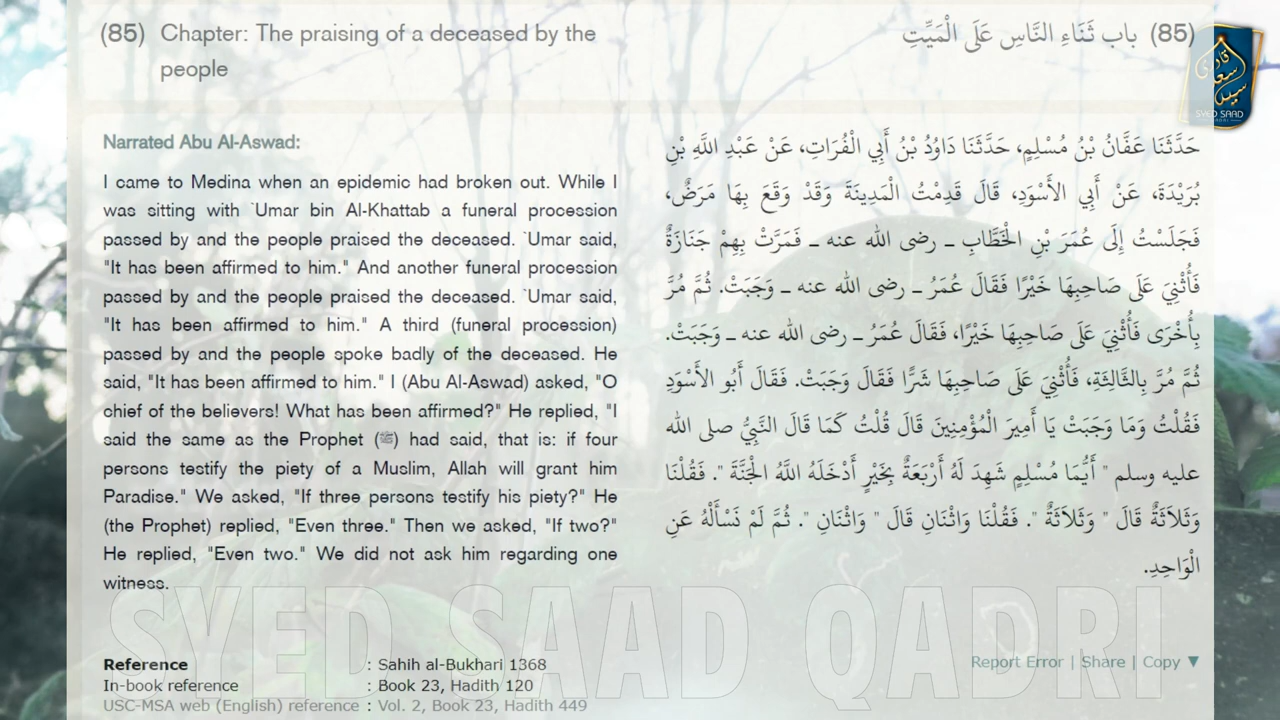 (85) Chapter: The praising of a deceased by the
people
(85) باب ثَنَاءِ النَّاسِ عَلَى الْمَيِّتِ
SYED SAAD
Narrated Abu Al-Aswad:
I came to Medina when an epidemic had broken out. While I
was sitting with `Umar bin Al-Khattab a funeral procession
passed by and the people praised the deceased. `Umar said,
"It has been affirmed to him." And another funeral procession
passed by and the people praised the deceased. `Umar said,
"It has been affirmed to him." A third (funeral procession)
passed by and the people spoke badly of the deceased. He
said, "It has been affirmed to him." I (Abu Al-Aswad) asked, "O
chief of the believers! What has been affirmed?" He replied, "I
said the same as the Prophet (ﷺ) had said, that is: if four
persons testify the piety of a Muslim, Allah will grant him
Paradise." We asked, "If three persons testify his piety?" He
(the Prophet) replied, "Even three." Then we asked, "If two?"
He replied, "Even two." We did not ask him regarding one
witness.
حَدَّثَنَا عَفَّانُ بْنُ مُسْلِمٍ، حَدَّثَنَا دَاوُدُ بْنُ أَبِي الْفُرَاتِ، عَنْ عَبْدِ اللَّهِ بْنِ
بُرَيْدَةَ، عَنْ أَبِي الأَسْوَدِ، قَالَ قَدِمْتُ الْمَدِينَةَ وَقَدْ وَقَعَ بِهَا مَرَضٌ،
فَجَلَسْتُ إِلَى عُمَرَ بْنِ الْخَطَّابِ ـ رضى الله عنه ـ فَمَرَّتْ بِهِمْ جَنَازَةٌ
فَأُثْنِيَ عَلَى صَاحِبِهَا خَيْرًا فَقَالَ عُمَرُ ـ رضى الله عنه ـ وَجَبَتْ. ثُمَّ مُرَّ
بِأُخْرَى فَأُثْنِيَ عَلَى صَاحِبِهَا خَيْرًا، فَقَالَ عُمَرُ ـ رضى الله عنه ـ وَجَبَتْ.
ثُمَّ مُرَّ بِالثَّالِثَةِ، فَأُثْنِيَ عَلَى صَاحِبِهَا شَرًّا فَقَالَ وَجَبَتْ. فَقَالَ أَبُو الأَسْوَدِ
فَقُلْتُ وَمَا وَجَبَتْ يَا أَمِيرَ الْمُؤْمِنِينَ قَالَ قُلْتُ كَمَا قَالَ النَّبِيُّ صلى الله
عليه وسلم " أَيُّمَا مُسْلِمٍ شَهِدَ لَهُ أَرْبَعَةٌ بِخَيْرٍ أَدْخَلَهُ اللَّهُ الْجَنَّةَ ". فَقُلْنَا
وَثَلاَثَةٌ قَالَ " وَثَلاَثَةٌ ". فَقُلْنَا وَاثْنَانِ قَالَ " وَاثْنَانِ ". ثُمَّ لَمْ نَسْأَلْهُ عَنِ
الْوَاحِدِ.
SYED SAAD QADRI
Reference : Sahih al-Bukhari 1368
In-book reference : Book 23, Hadith 120
USC-MSA web (English) reference : Vol. 2, Book 23, Hadith 449
Report Error | Share | Copy ▼